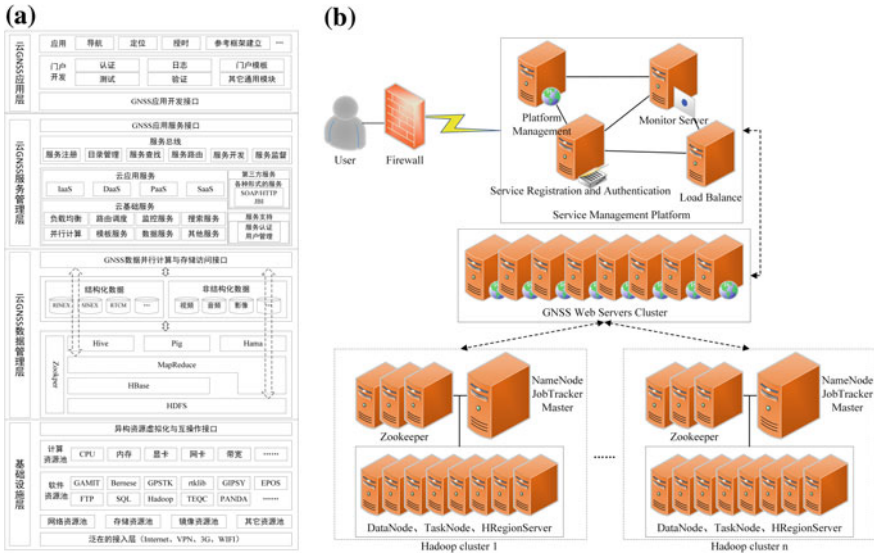 (a)
云GNSS应用层
应用 导航 定位 授时 参考框架建立 ...
门户开发
认证 日志 门户模板
测试 验证 其它通用模块
GNSS应用开发接口
云GNSS服务管理层
GNSS应用服务接口
服务总线
服务注册 目录管理 服务查找 服务路由 服务开发 服务监督
云应用服务
IaaS DaaS PaaS SaaS
云基础服务
负载均衡 路由调度 监控服务 搜索服务
并行计算 模板服务 数据服务 其他服务
第三方服务
各种形式的服务
SOAP/HTTP
JBI
服务支持
服务认证
用户管理
云GNSS数据管理层
GNSS数据并行计算与存储访问接口
结构化数据
RINEX SINEX RTCM ...
非结构化数据
视频 音频 影像 ...
Zookper
Hive Pig Hama
MapReduce
HBase
HDFS
基础设施层
异构资源虚拟化与互操作接口
计算资源池
CPU 内存 显卡 网卡 带宽 ······
软件资源池
GAMIT Bernese GPSTK rtklib GIPSY EPOS
FTP SQL Hadoop TEQC PANDA ······
网络资源池 存储资源池 镜像资源池 其它资源池
泛在的接入层（Internet、VPN、3G、WIFI）
(b)
User
Firewall
Platform
Management
Monitor Server
Service Registration and Authentication
Load Balance
Service Management Platform
GNSS Web Servers Cluster
Zookeeper
NameNode
JobTracker
Master
DataNode、TaskNode、HRegionServer
Hadoop cluster 1
······
Zookeeper
NameNode
JobTracker
Master
DataNode、TaskNode、HRegionServer
Hadoop cluster n